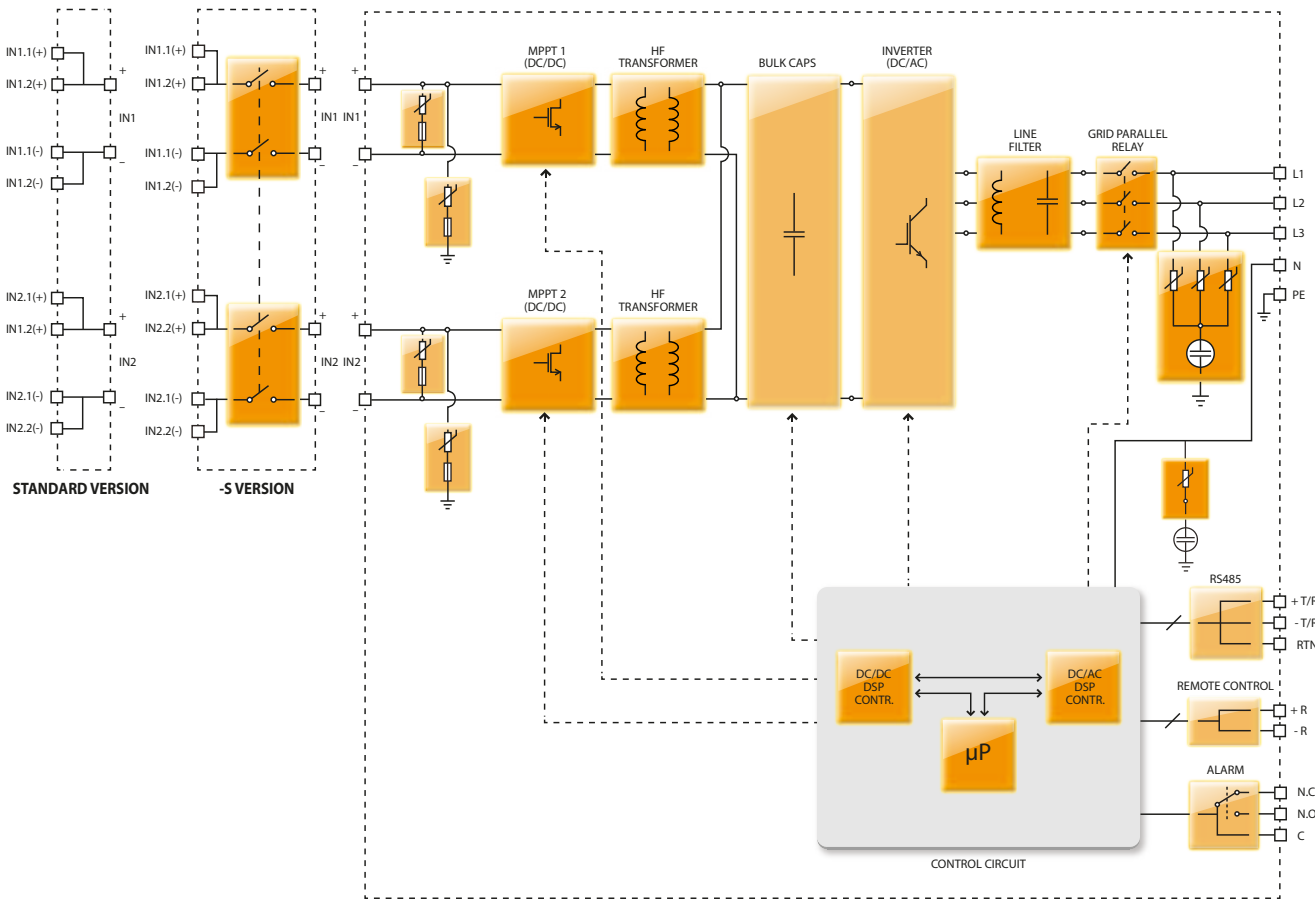 IN1.1(+)
IN1.2(+)
+
IN1
IN1.1(-)
IN1.2(-)
–
IN2.1(+)
IN1.2(+)
+
IN2
IN2.1(-)
IN2.2(-)
–
STANDARD VERSION
IN1.1(+)
IN1.2(+)
+
IN1
IN1.1(-)
IN1.2(-)
–
IN2.1(+)
IN2.2(+)
+
IN2
IN2.1(-)
IN2.2(-)
–
-S VERSION
+
IN1
–
+
IN2
–
MPPT 1
(DC/DC)
HF
TRANSFORMER
BULK CAPS
INVERTER
(DC/AC)
LINE
FILTER
GRID PARALLEL
RELAY
L1
L2
L3
N
PE
MPPT 2
(DC/DC)
HF
TRANSFORMER
RS485
+ T/R
- T/R
RTN
REMOTE CONTROL
+ R
- R
ALARM
N.C
N.O
C
DC/DC
DSP
CONTR.
DC/AC
DSP
CONTR.
µP
CONTROL CIRCUIT